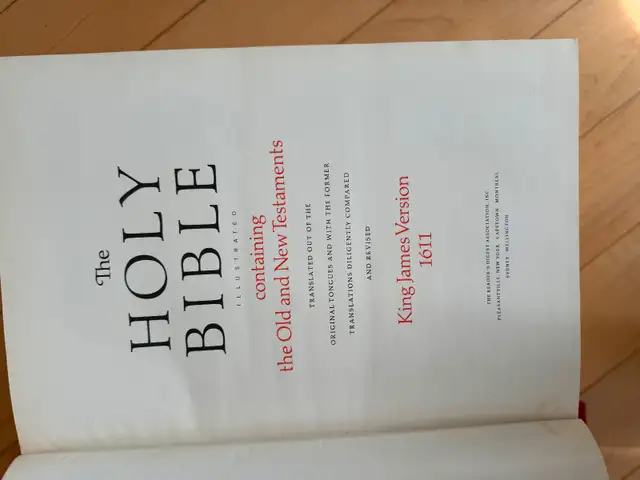 The
HOLY
BIBLE
ILLUSTRATED
containing
the Old and New Testaments
TRANSLATED OUT OF THE
ORIGINAL TONGUES AND WITH THE FORMER
TRANSLATIONS DILIGENTLY COMPARED
AND REVISED
King James Version
1611
THE READER'S DIGEST ASSOCIATION, INC.
PLEASANTVILLE, NEW YORK CAPETOWN MONTREAL
SYDNEY WELLINGTON